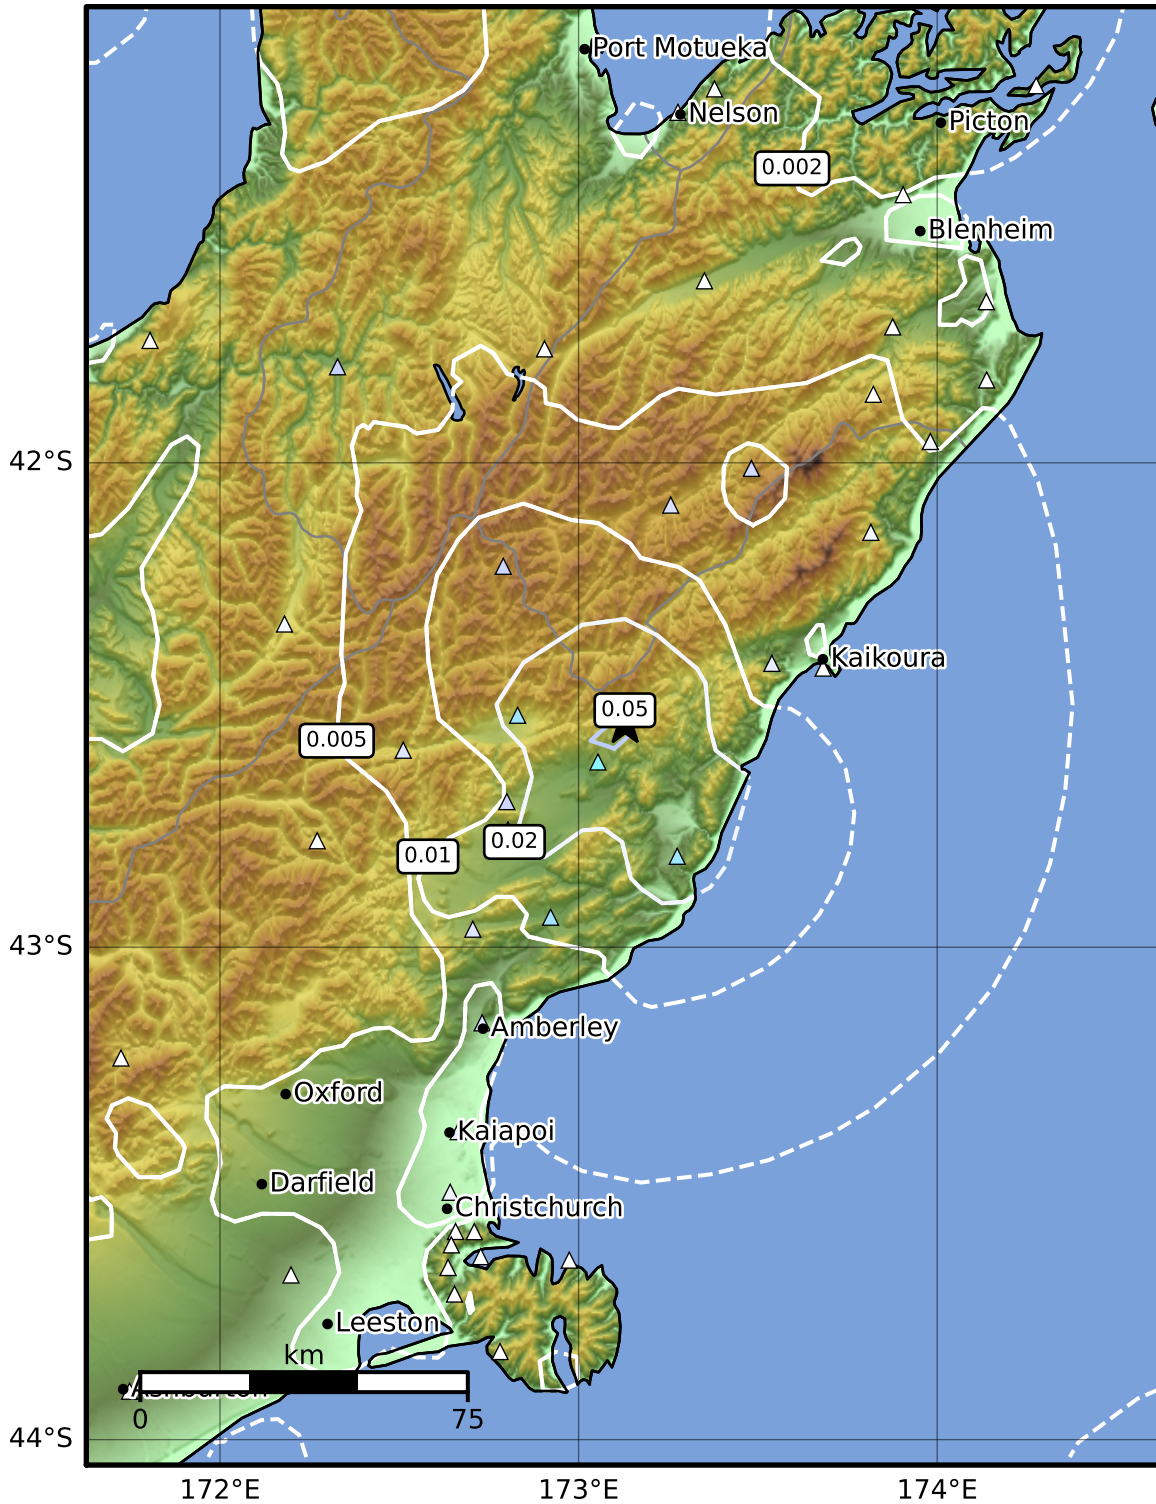 Port Motueka
Nelson
Picton
0.002
Blenheim
42°S
Kaikoura
0.05
0.005
0.02
0.01
43°S
Amberley
Oxford
Kaiapoi
Darfield
Christchurch
Leeston
km
Ashburton
0
75
44°S
172°E
173°E
174°E